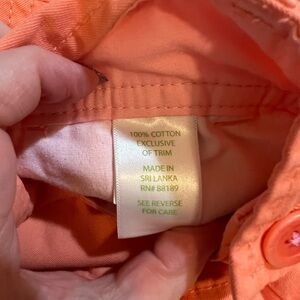 100% COTTON
EXCLUSIVE
OF TRIM
MADE IN
SRI LANKA
RN# 88189
SEE REVERSE
FOR CARE